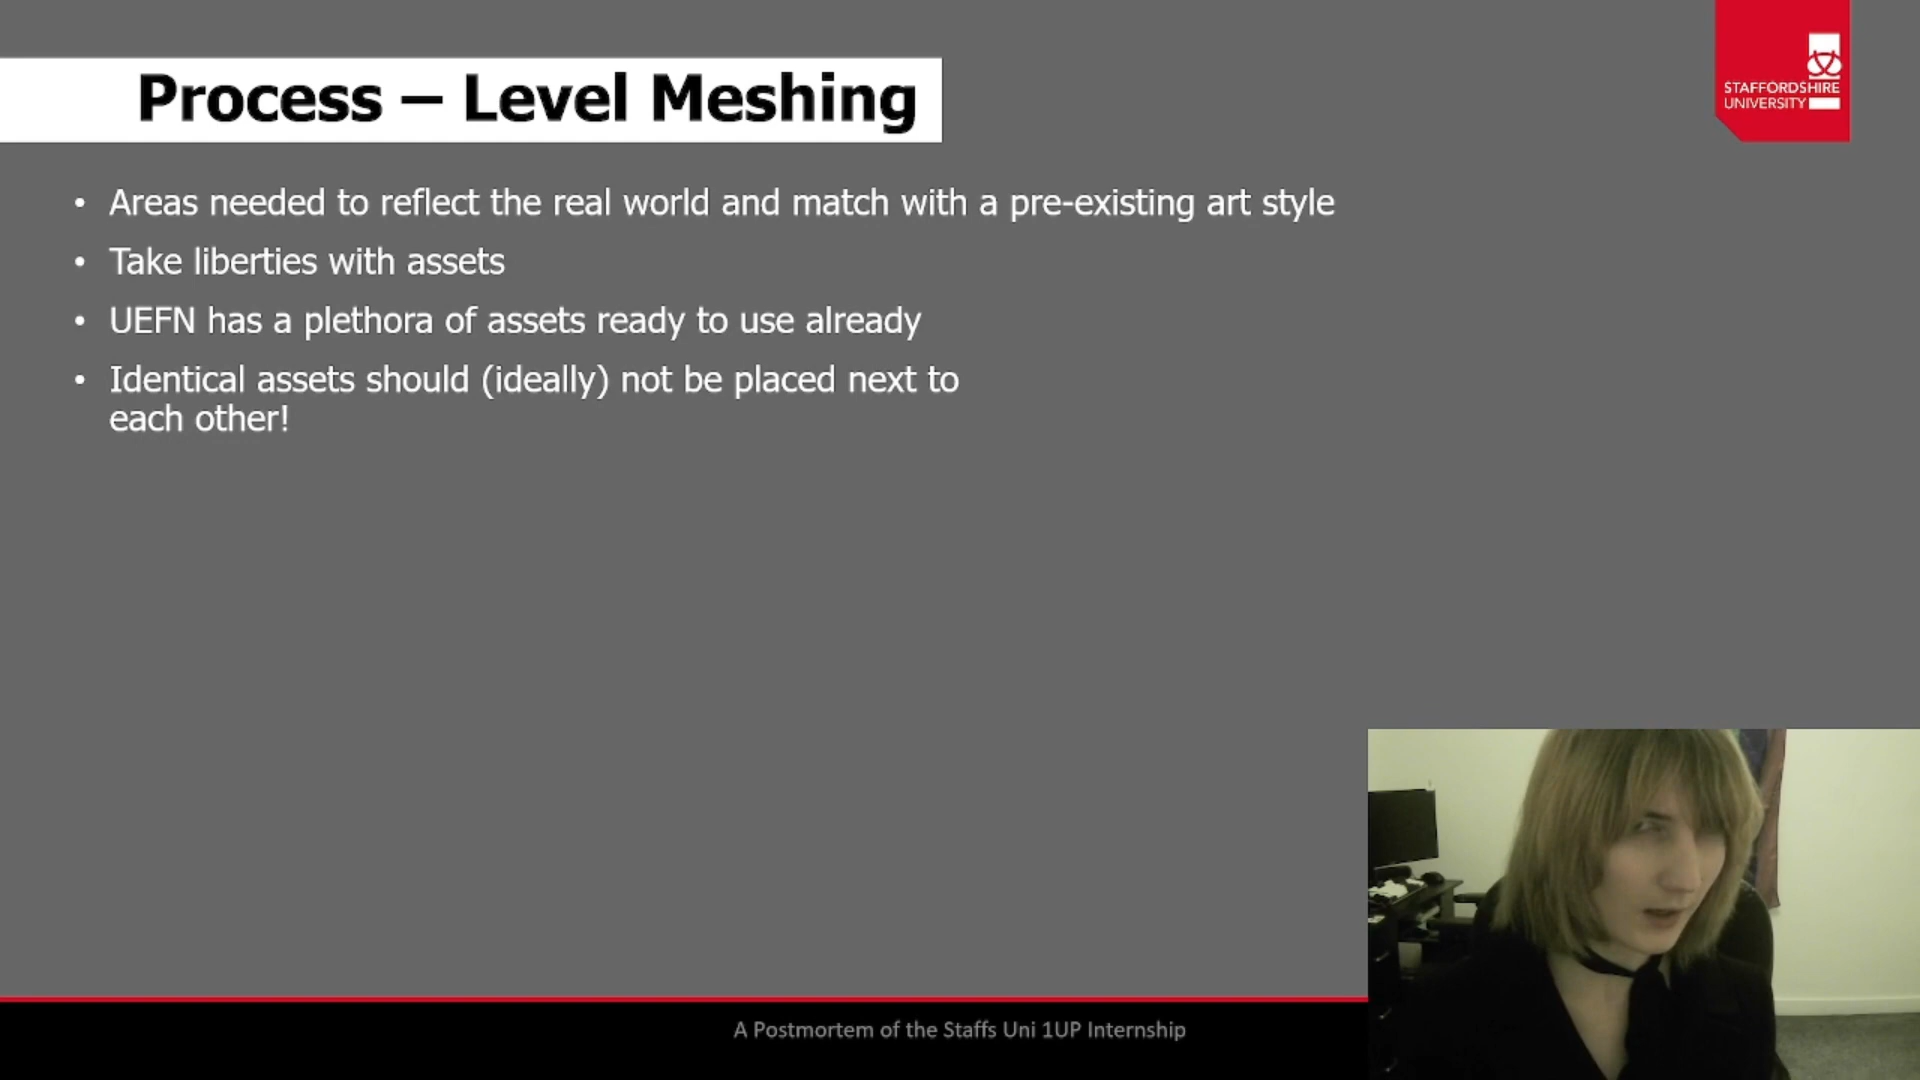 Process – Level Meshing
STAFFORDSHIRE
UNIVERSITY
• Areas needed to reflect the real world and match with a pre-existing art style
• Take liberties with assets
• UEFN has a plethora of assets ready to use already
• Identical assets should (ideally) not be placed next to
each other!
A Postmortem of the Staffs Uni 1UP Internship